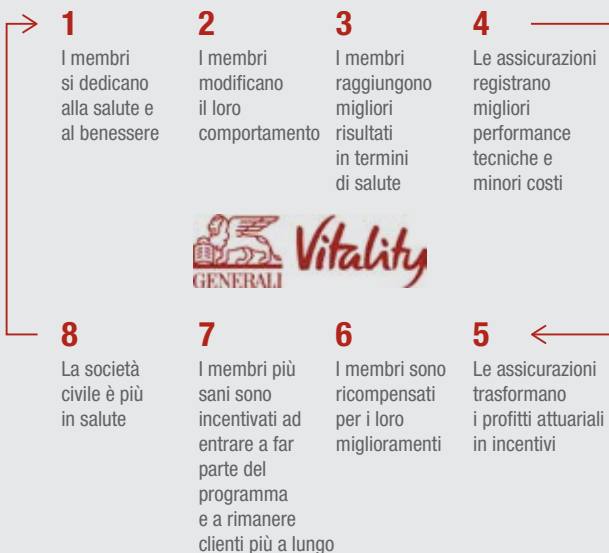 1
I membri
si dedicano
alla salute e
al benessere
2
I membri
modificano
il loro
comportamento
3
I membri
raggiungono
migliori
risultati
in termini
di salute
4
Le assicurazioni
registrano
migliori
performance
tecniche e
minori costi
GENERALI
Vitality
5
Le assicurazioni
trasformano
i profitti attuariali
in incentivi
6
I membri sono
ricompensati
per i loro
miglioramenti
7
I membri più
sani sono
incentivati ad
entrare a far
parte del
programma
e a rimanere
clienti più a lungo
8
La società
civile è più
in salute